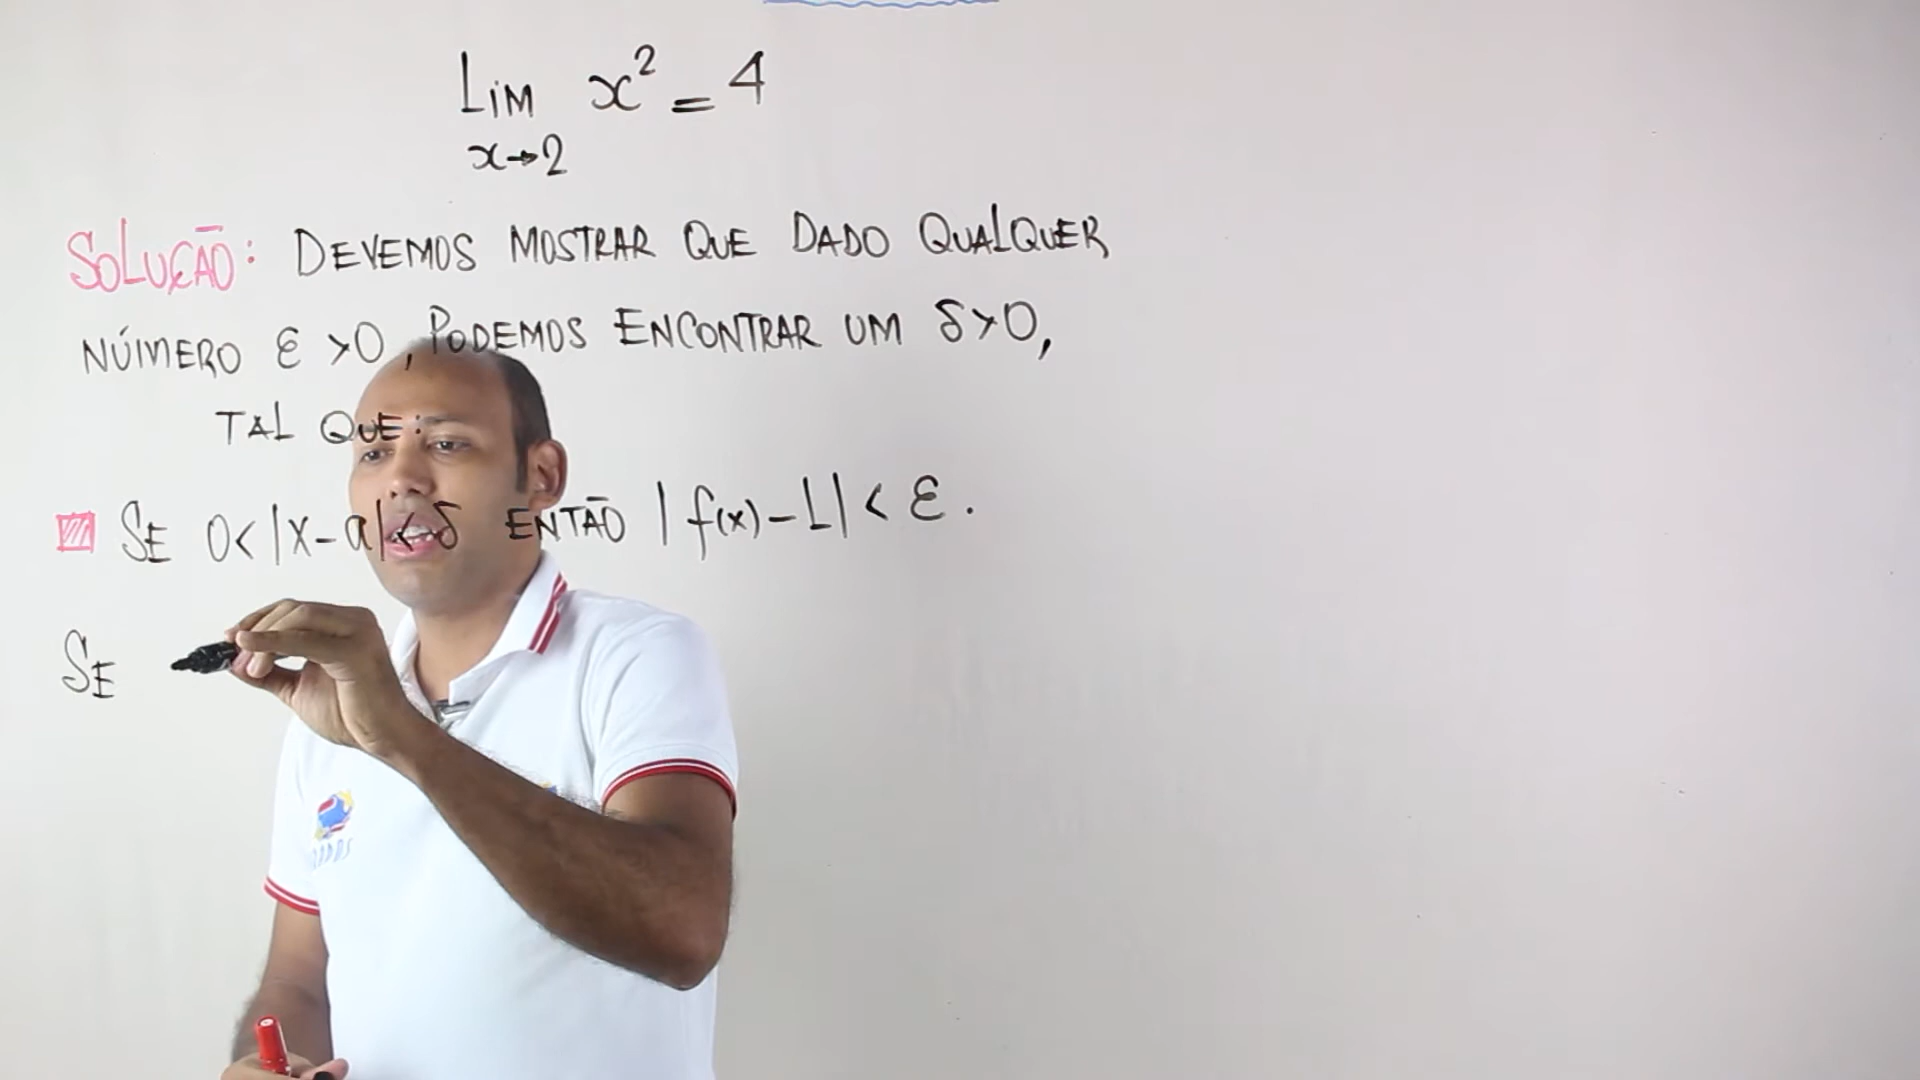 Lim x² = 4
x→2
SOLUÇÃO: DEVEMOS MOSTRAR QUE DADO QUALQUER
NÚMERO ε > 0, PODEMOS ENCONTRAR UM δ > 0,
TAL QUE:
SE 0 < |x - a| < δ ENTÃO |f(x) - L| < ε.
SE